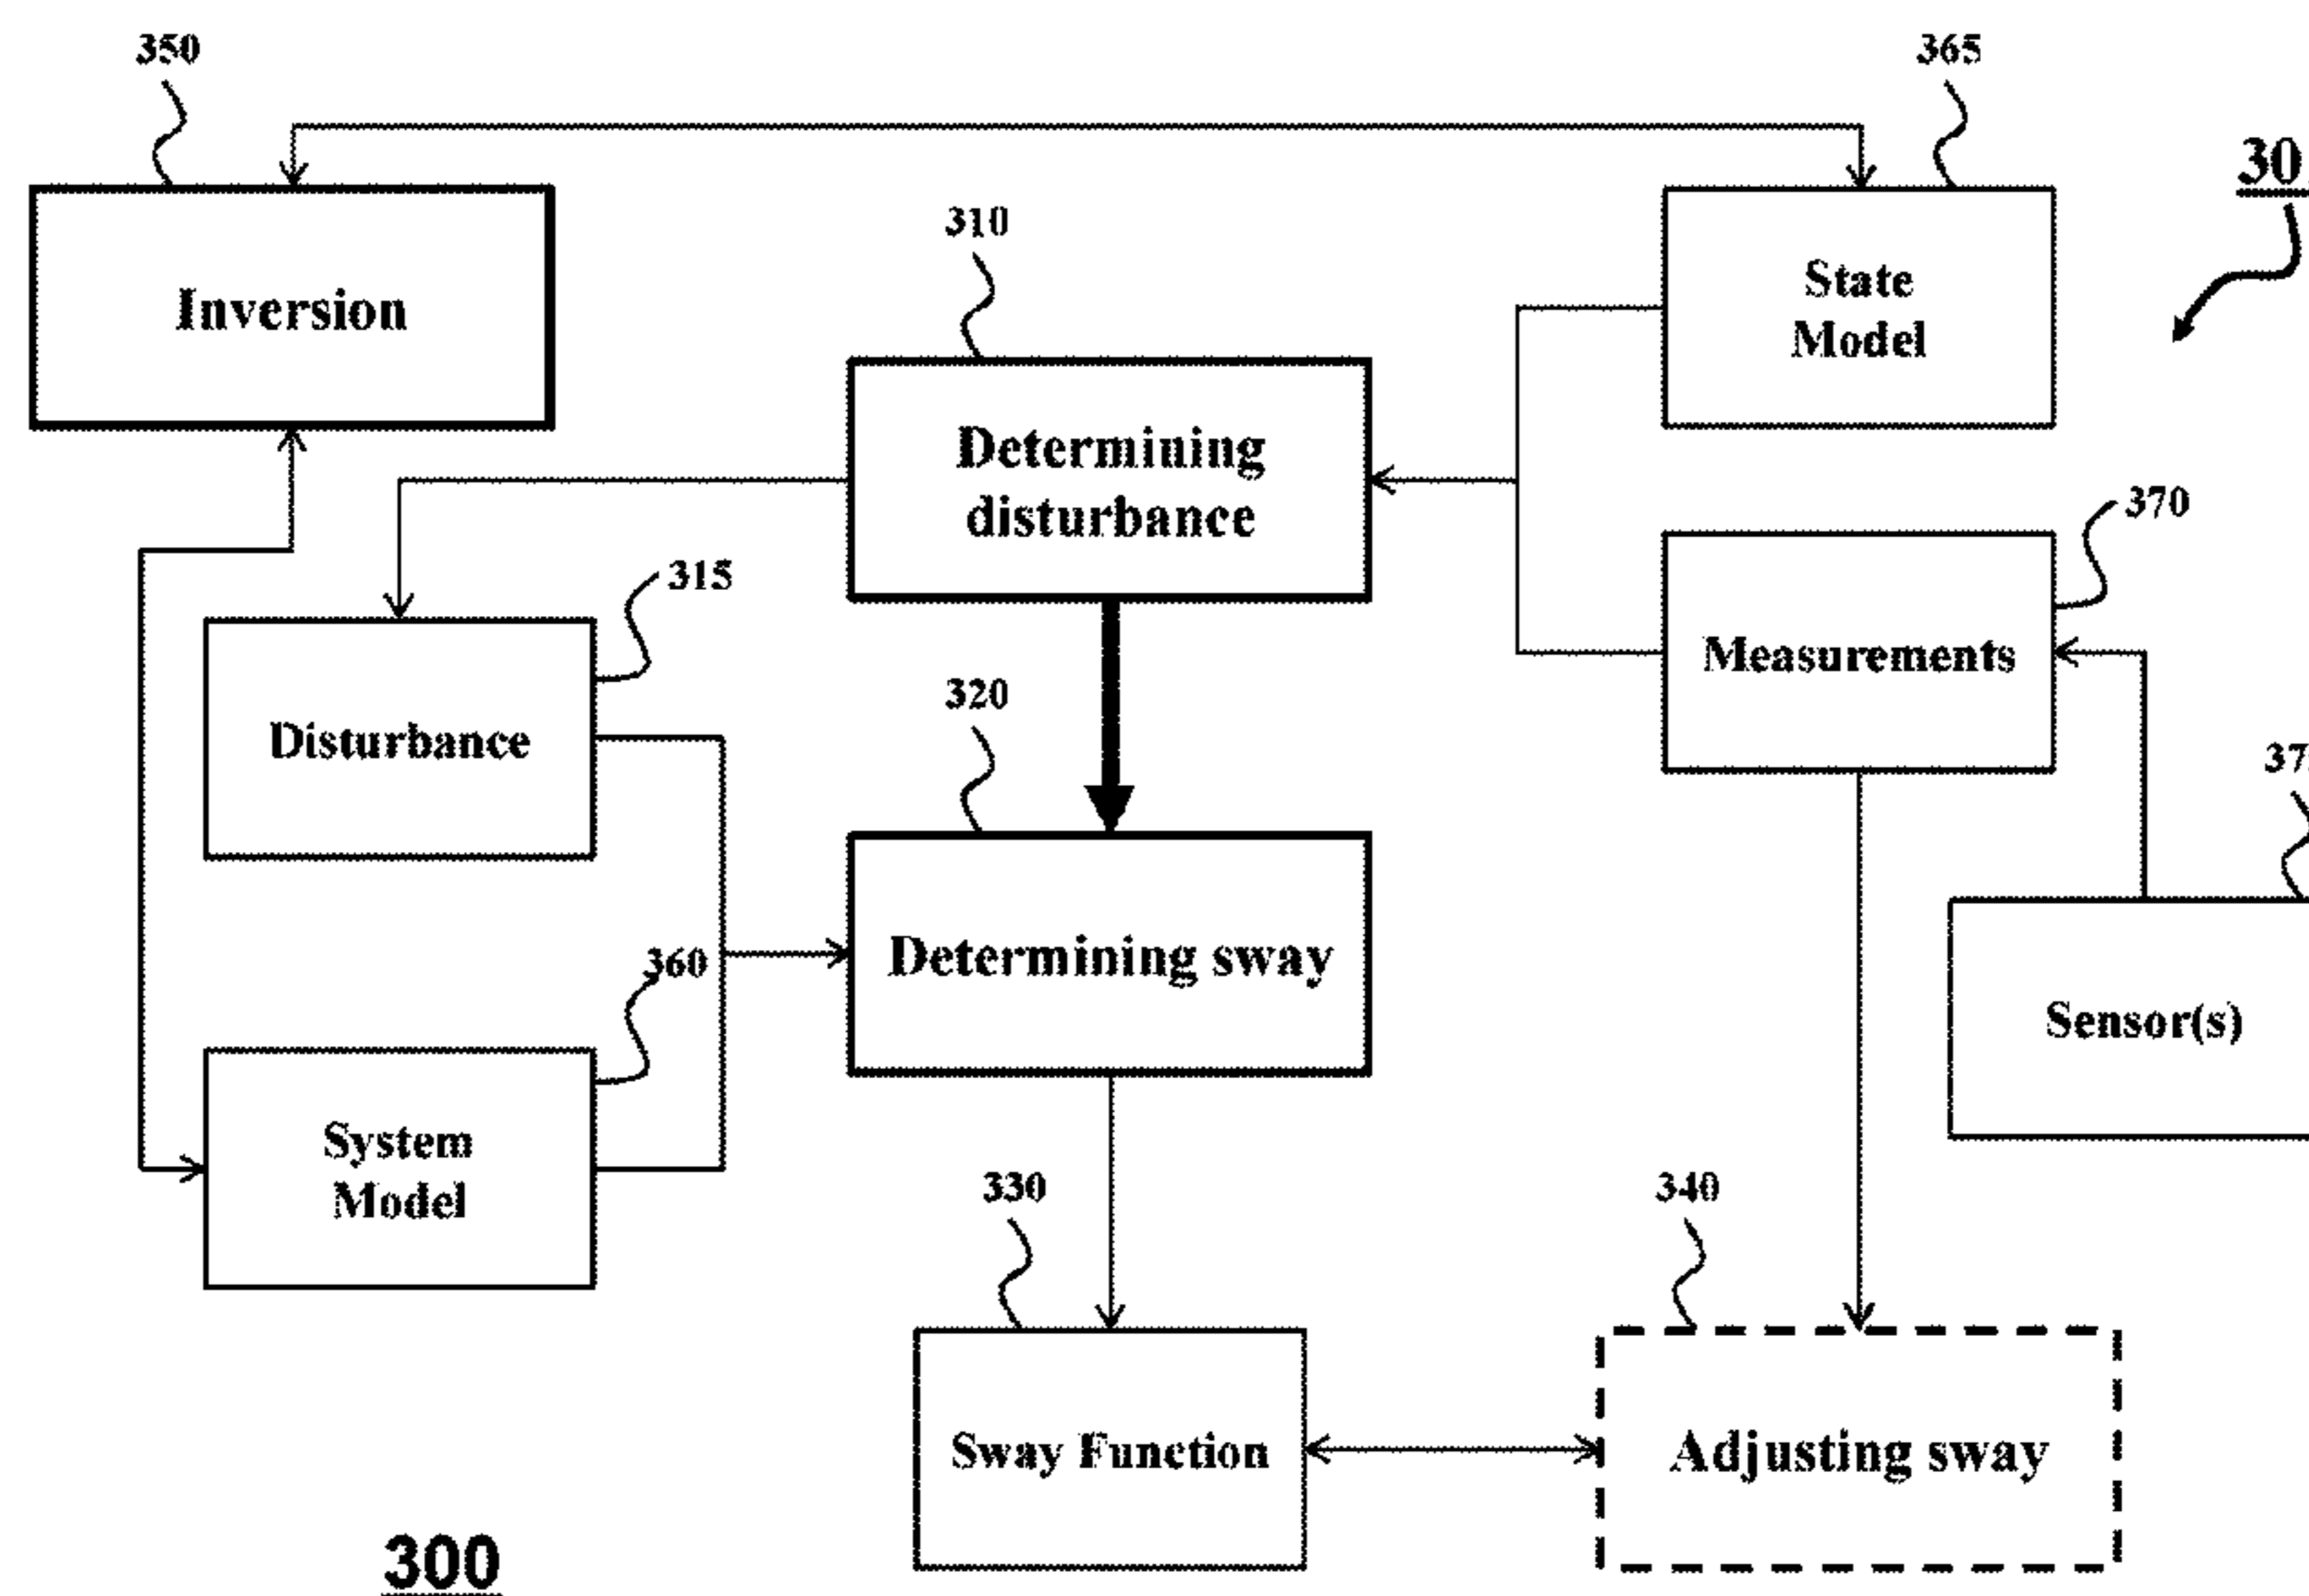 350
365
30
310
Inversion
State
Model
Determining
disturbance
370
315
Measurements
320
Disturbance
37
360
Determining sway
Sensor(s)
System
Model
330
340
Sway Function
Adjusting sway
300